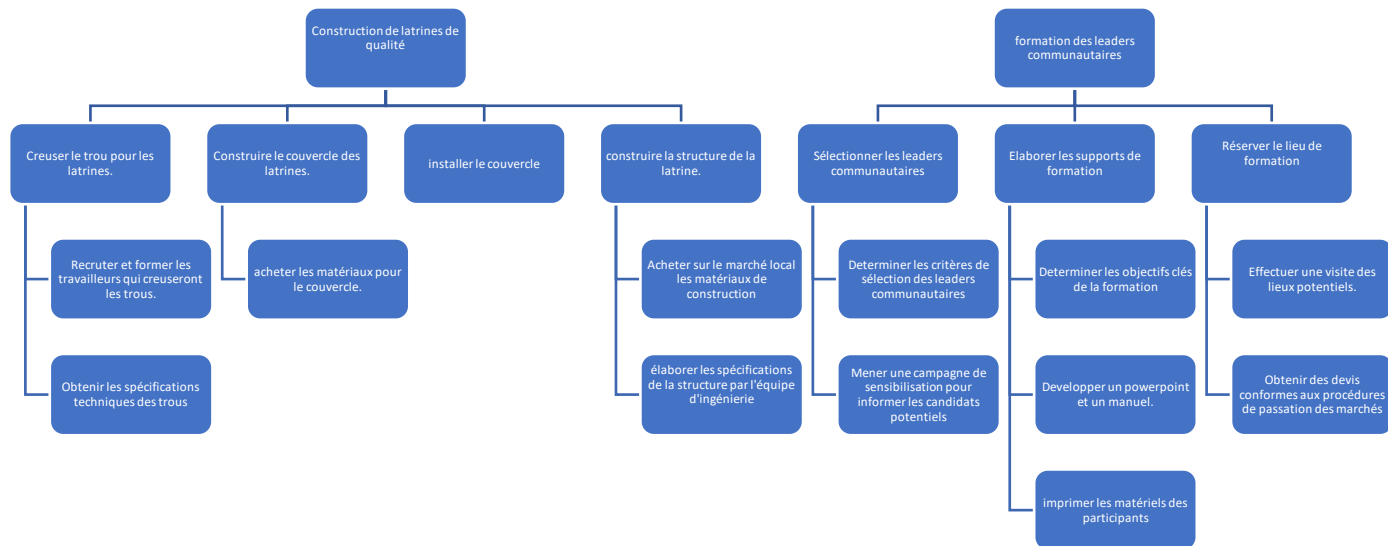 Construction de latrines de
qualité
formation des leaders
communautaires
Creuser le trou pour les
latrines.
Construire le couvercle des
latrines.
installer le couvercle
construire la structure de la
latrine.
Sélectionner les leaders
communautaires
Elaborer les supports de
formation
Réserver le lieu de
formation
Recruter et former les
travailleurs qui creuseront
les trous.
acheter les matériaux pour
le couvercle.
Acheter sur le marché local
les matériaux de
construction
Determiner les critères de
sélection des leaders
communautaires
Determiner les objectifs clés
de la formation
Effectuer une visite des
lieux potentiels.
Obtenir les spécifications
techniques des trous
élaborer les spécifications
de la structure par l'équipe
d'ingénierie
Mener une campagne de
sensibilisation pour
informer les candidats
potentiels
Developper un powerpoint
et un manuel.
Obtenir des devis
conformes aux procédures
de passation des marchés
imprimer les matériels des
participants